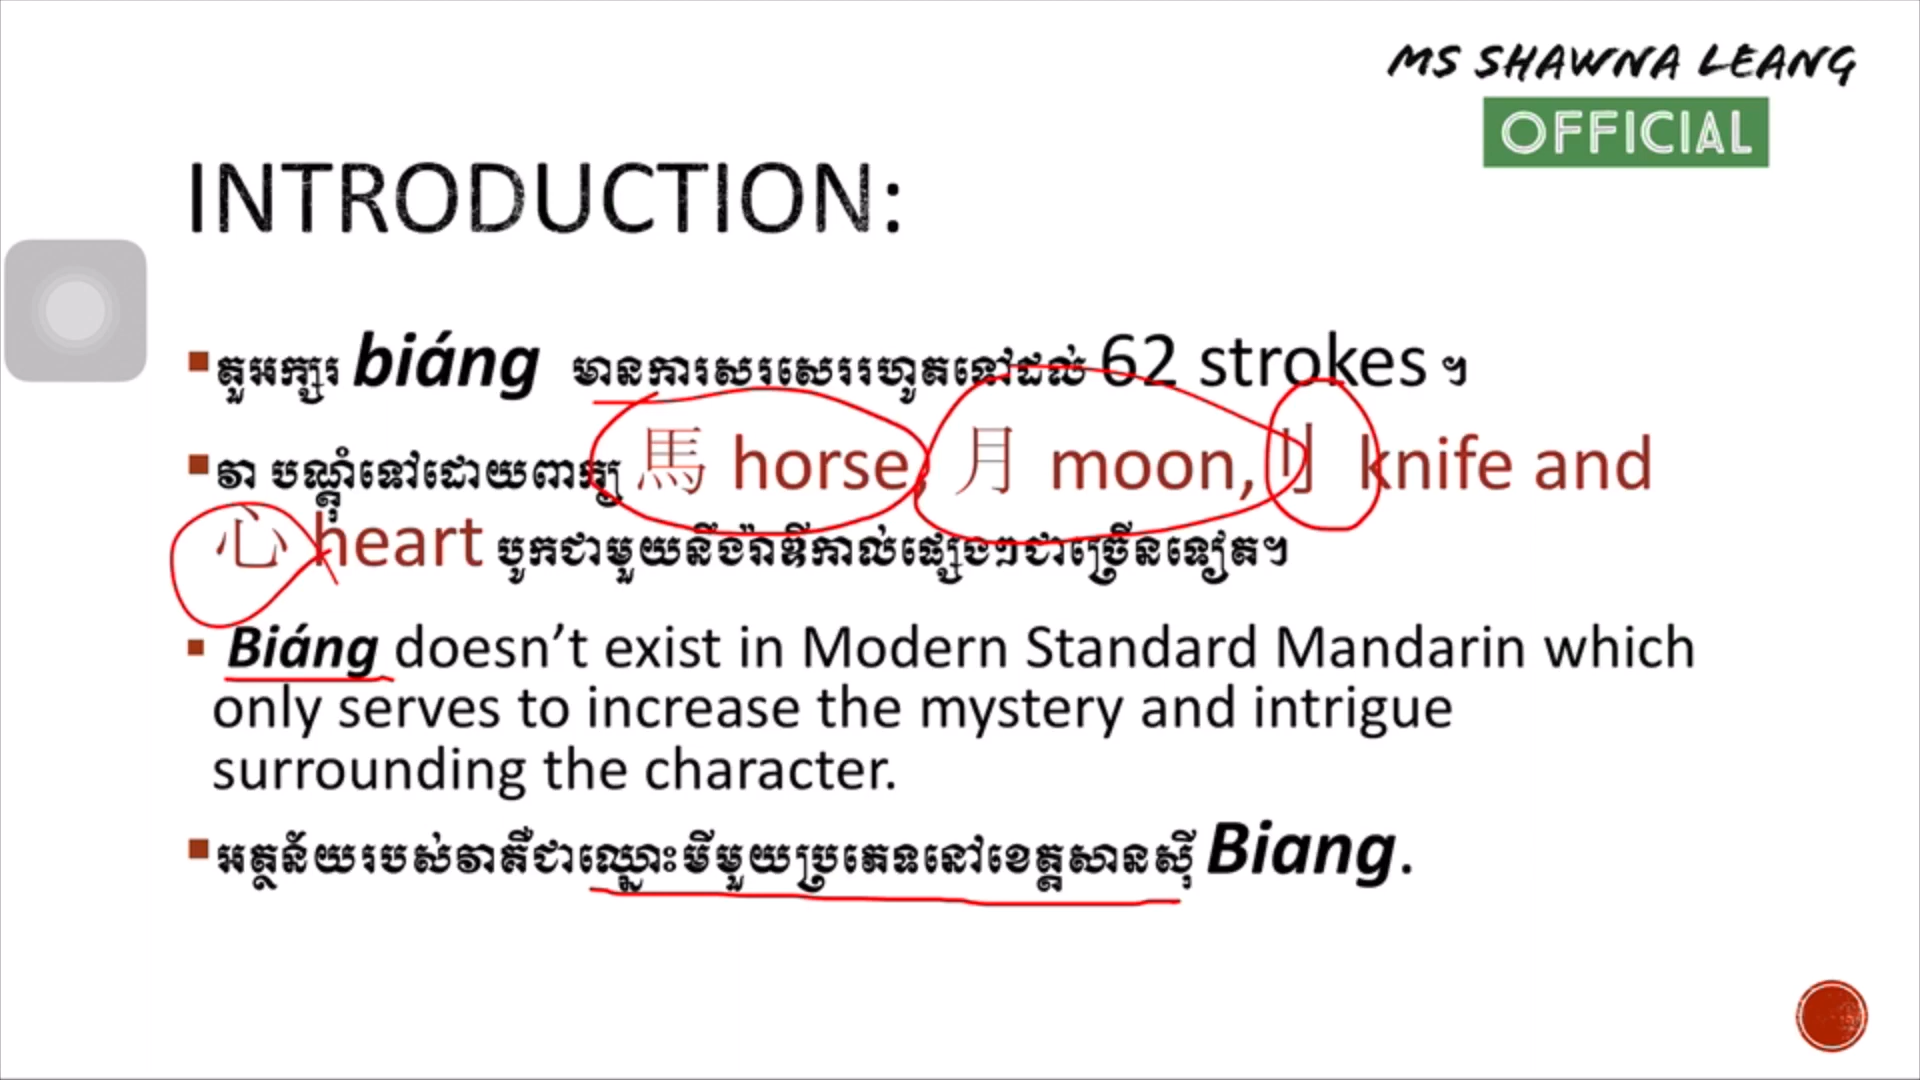 MS SHAWNA LEANG
OFFICIAL
INTRODUCTION:
តួអក្សរ biáng មានការសរសេររហូតទៅដល់ 62 strokes ។
វា បណ្ដុំទៅដោយពាក្យ 馬 horse, 月 moon, 刂 knife and
心 heart បូកជាមួយនឹងរ៉ាឌីកាល់ផ្សេងៗជាច្រើនទៀត។
Biáng doesn’t exist in Modern Standard Mandarin which
only serves to increase the mystery and intrigue
surrounding the character.
អត្ថន័យរបស់វាគឺជាឈ្មោះមីមួយប្រភេទនៅខេត្តសានស៊ី Biang.